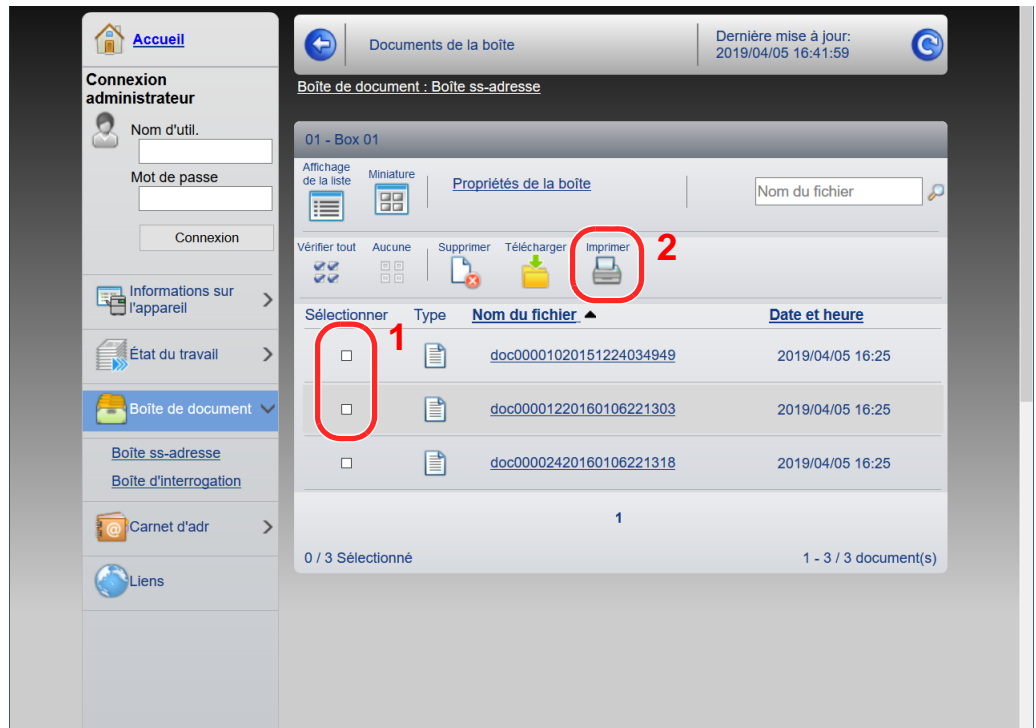 Accueil
Connexion
administrateur
Nom d'util.
Mot de passe
Connexion
Informations sur
l'appareil
État du travail
Boîte de document
Boîte ss-adresse
Boîte d'interrogation
Carnet d'adr
Liens
Documents de la boîte
Dernière mise à jour:
2019/04/05 16:41:59
Boîte de document : Boîte ss-adresse
01 - Box 01
Affichage
de la liste
Miniature
Propriétés de la boîte
Nom du fichier
Vérifier tout Aucune Supprimer Télécharger Imprimer
2
Sélectionner Type Nom du fichier Date et heure
1
doc00001020151224034949 2019/04/05 16:25
doc00001220160106221303 2019/04/05 16:25
doc00002420160106221318 2019/04/05 16:25
1
0 / 3 Sélectionné 1 - 3 / 3 document(s)